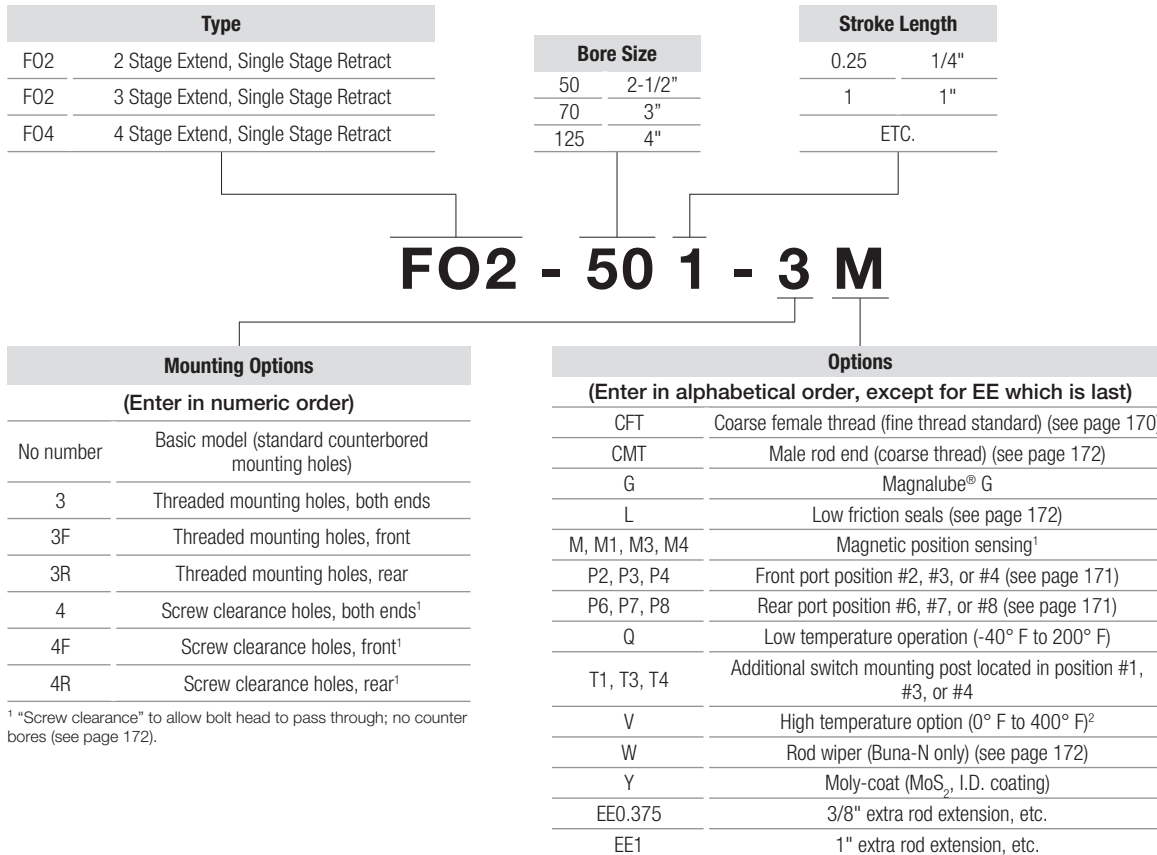 Type
FO2 2 Stage Extend, Single Stage Retract
FO2 3 Stage Extend, Single Stage Retract
FO4 4 Stage Extend, Single Stage Retract
Bore Size
50 2-1/2”
70 3”
125 4"
Stroke Length
0.25 1/4"
1 1"
ETC.
FO2 - 50 1 - 3 M
Mounting Options
(Enter in numeric order)
No number Basic model (standard counterbored
mounting holes)
3 Threaded mounting holes, both ends
3F Threaded mounting holes, front
3R Threaded mounting holes, rear
4 Screw clearance holes, both ends¹
4F Screw clearance holes, front¹
4R Screw clearance holes, rear¹
¹ “Screw clearance” to allow bolt head to pass through; no counter
bores (see page 172).
Options
(Enter in alphabetical order, except for EE which is last)
CFT Coarse female thread (fine thread standard) (see page 170)
CMT Male rod end (coarse thread) (see page 172)
G Magnalube® G
L Low friction seals (see page 172)
M, M1, M3, M4 Magnetic position sensing¹
P2, P3, P4 Front port position #2, #3, or #4 (see page 171)
P6, P7, P8 Rear port position #6, #7, or #8 (see page 171)
Q Low temperature operation (-40° F to 200° F)
T1, T3, T4 Additional switch mounting post located in position #1,
#3, or #4
V High temperature option (0° F to 400° F)²
W Rod wiper (Buna-N only) (see page 172)
Y Moly-coat (MoS₂, I.D. coating)
EE0.375 3/8" extra rod extension, etc.
EE1 1" extra rod extension, etc.